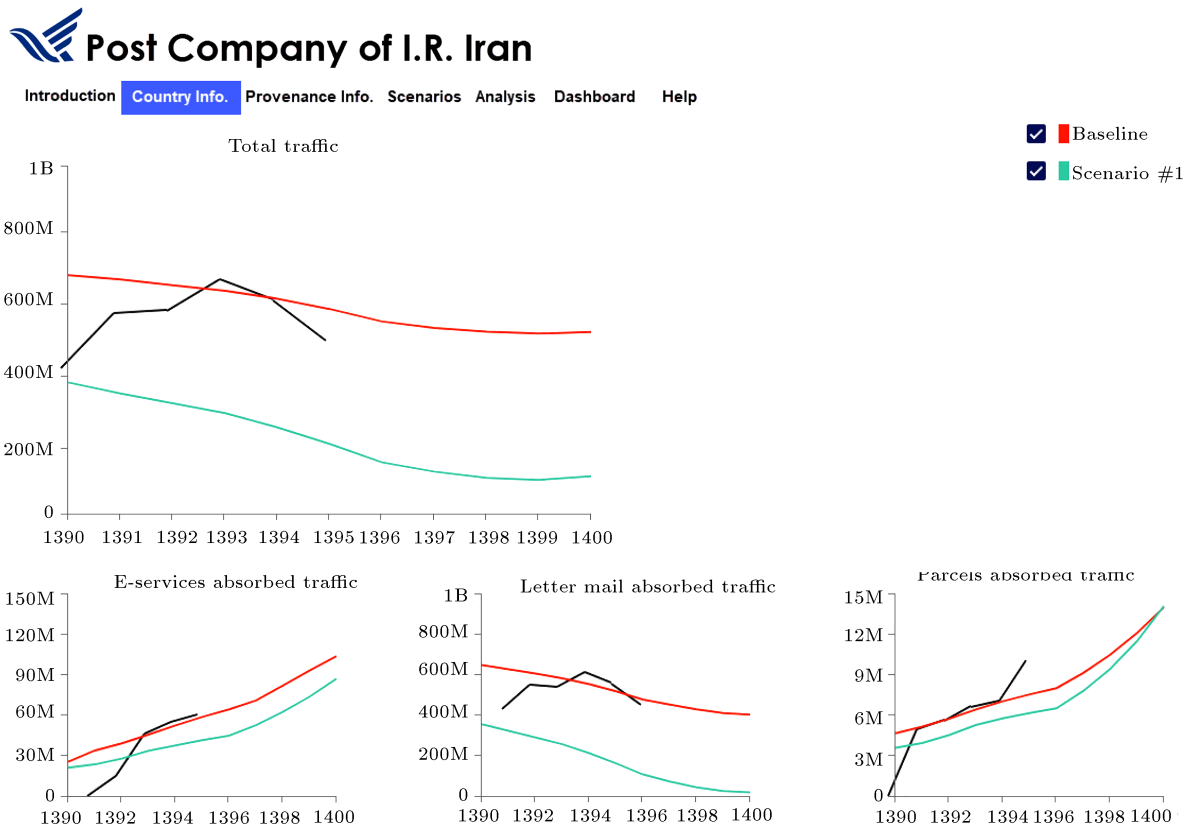 Post Company of I.R. Iran
Introduction Country Info. Provenance Info. Scenarios Analysis Dashboard Help
Baseline
Scenario #1
Total traffic
1B
800M
600M
400M
200M
0
1390 1391 1392 1393 1394 1395 1396 1397 1398 1399 1400
E-services absorbed traffic
150M
120M
90M
60M
30M
0
1390 1392 1394 1396 1398 1400
Letter mail absorbed traffic
1B
800M
600M
400M
200M
0
1390 1392 1394 1396 1398 1400
Parcels absorbed traffic
15M
12M
9M
6M
3M
0
1390 1392 1394 1396 1398 1400